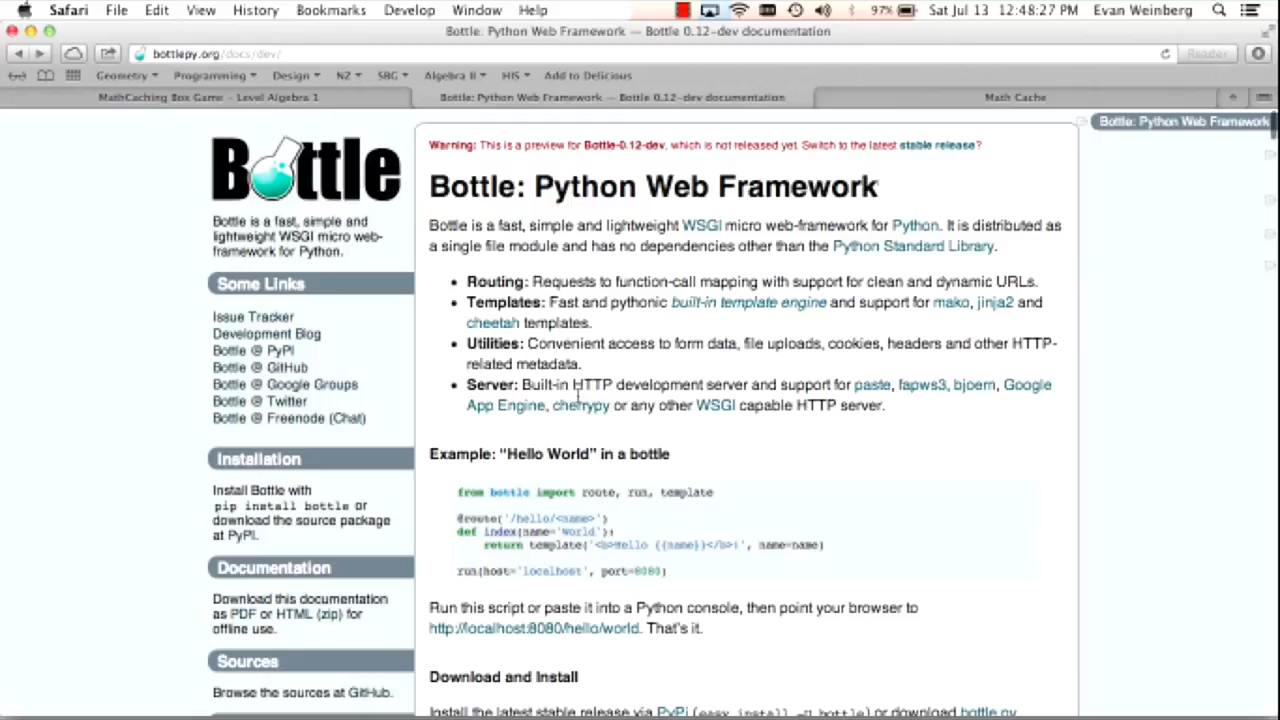 Safari File Edit View History Bookmarks Develop Window Help 97% Sat Jul 13 12:48:27 PM Evan Weinberg
Bottle: Python Web Framework — Bottle 0.12-dev documentation
bottlepy.org/docs/dev/ Reader
Geometry Programming Design NZ SBG Algebra II HIS Add to Delicious
MathCaching Box Game - Level Algebra 1 Bottle: Python Web Framework — Bottle 0.12-dev documentation Math Cache
Bottle: Python Web Framework
Bottle
Bottle is a fast, simple and
lightweight WSGI micro web-
framework for Python.
Some Links
Issue Tracker
Development Blog
Bottle @ PyPI
Bottle @ GitHub
Bottle @ Google Groups
Bottle @ Twitter
Bottle @ Freenode (Chat)
Installation
Install Bottle with
pip install bottle or
download the source package
at PyPI.
Documentation
Download this documentation
as PDF or HTML (zip) for
offline use.
Sources
Browse the sources at GitHub.
Warning: This is a preview for Bottle-0.12-dev, which is not released yet. Switch to the latest stable release?
Bottle: Python Web Framework
Bottle is a fast, simple and lightweight WSGI micro web-framework for Python. It is distributed as
a single file module and has no dependencies other than the Python Standard Library.
• Routing: Requests to function-call mapping with support for clean and dynamic URLs.
• Templates: Fast and pythonic built-in template engine and support for mako, jinja2 and
cheetah templates.
• Utilities: Convenient access to form data, file uploads, cookies, headers and other HTTP-
related metadata.
• Server: Built-in HTTP development server and support for paste, fapws3, bjoern, Google
App Engine, cherrypy or any other WSGI capable HTTP server.
Example: “Hello World” in a bottle
from bottle import route, run, template
@route('/hello/<name>')
def index(name='World'):
return template('<b>Hello {{name}}</b>!', name=name)
run(host='localhost', port=8080)
Run this script or paste it into a Python console, then point your browser to
http://localhost:8080/hello/world. That's it.
Download and Install
Install the latest stable release via PyPi (easy_install -U bottle) or download bottle.py